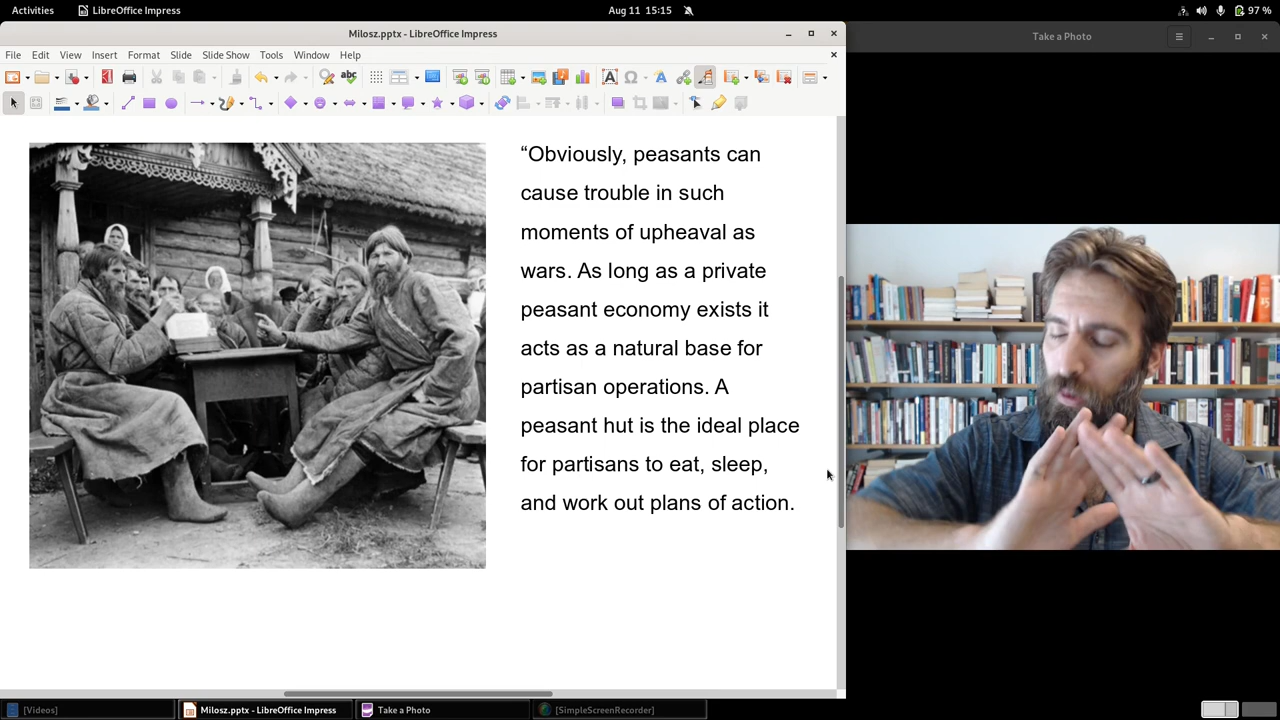 Activities
LibreOffice Impress
Aug 11 15:15
97 %
Milosz.pptx - LibreOffice Impress
Take a Photo
File Edit View Insert Format Slide Slide Show Tools Window Help
“Obviously, peasants can
cause trouble in such
moments of upheaval as
wars. As long as a private
peasant economy exists it
acts as a natural base for
partisan operations. A
peasant hut is the ideal place
for partisans to eat, sleep,
and work out plans of action.
[Videos]
Milosz.pptx - LibreOffice Impress
Take a Photo
[SimpleScreenRecorder]